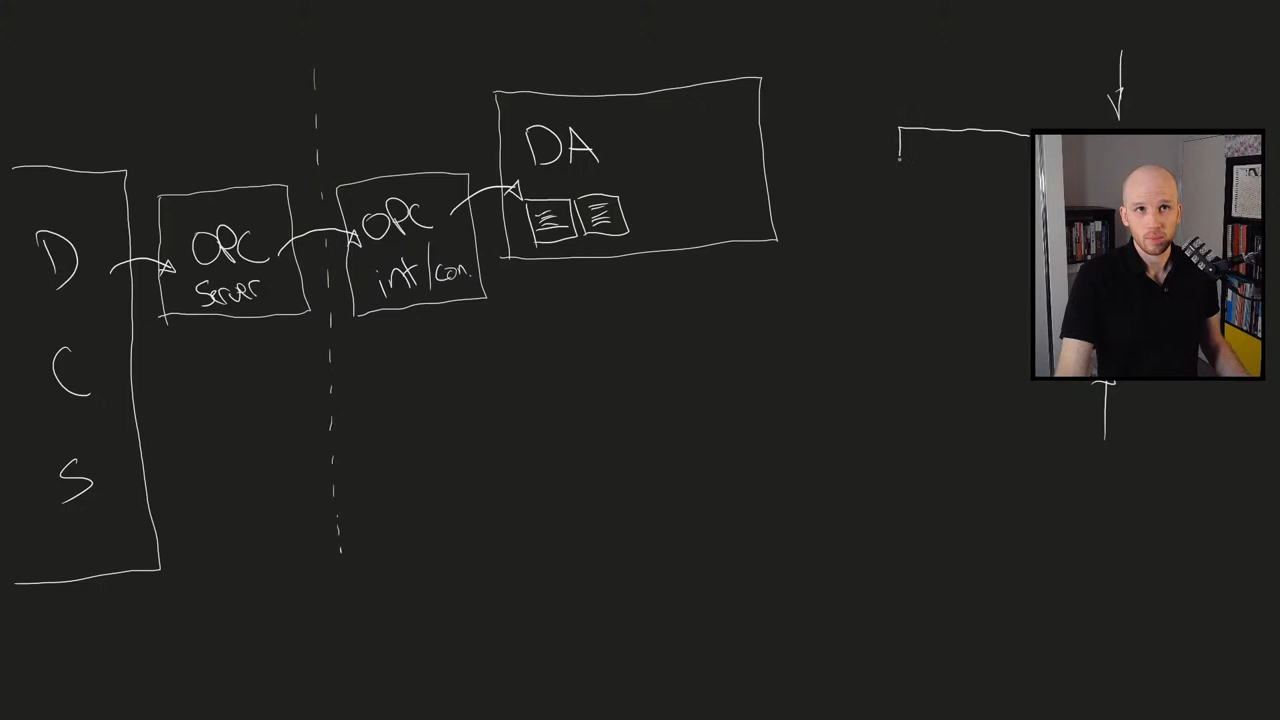 D
C
S
OPC
Server
OPC
int/con.
DA